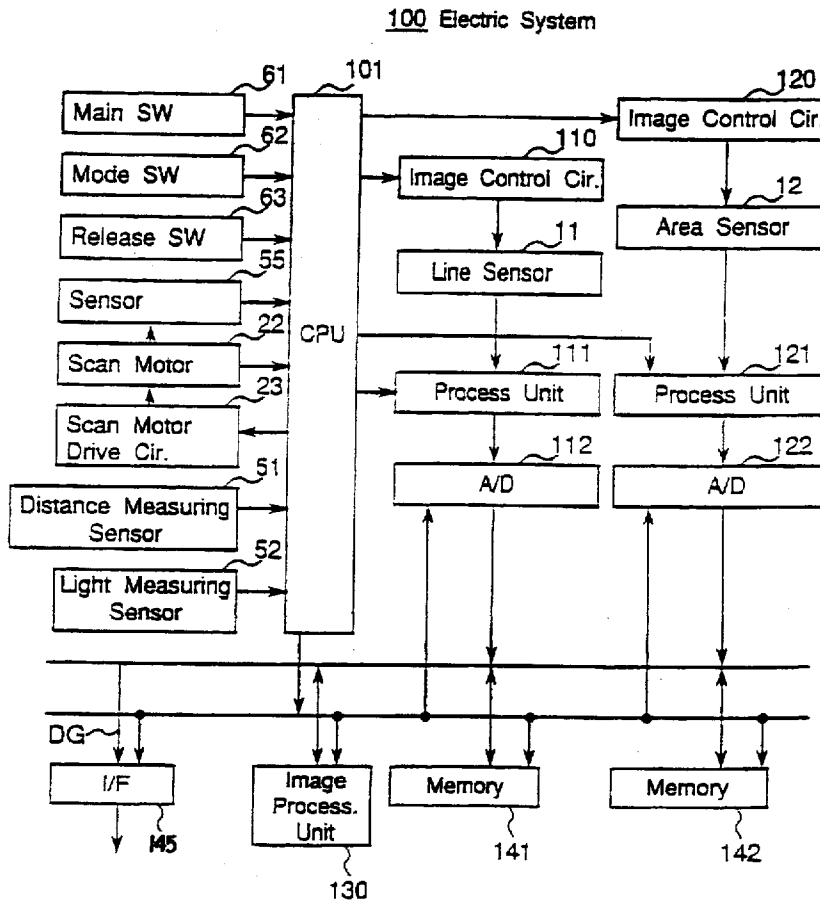 100 Electric System
61
Main SW
62
Mode SW
63
Release SW
55
Sensor
22
Scan Motor
23
Scan Motor
Drive Cir.
51
Distance Measuring
Sensor
52
Light Measuring
Sensor
101
CPU
110
Image Control Cir.
11
Line Sensor
111
Process Unit
112
A/D
120
Image Control Cir.
12
Area Sensor
121
Process Unit
122
A/D
DG
I/F
145
Image
Process.
Unit
130
Memory
141
Memory
142